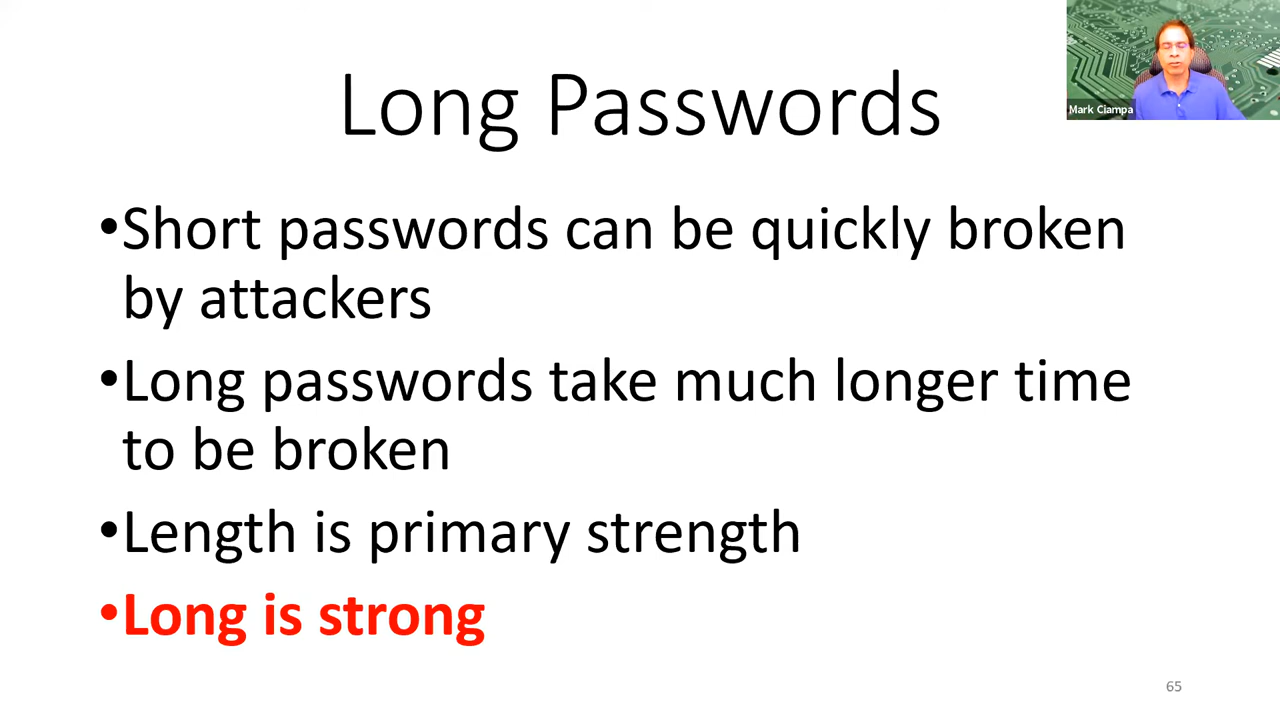 Long Passwords
Mark Ciampa
•Short passwords can be quickly broken
by attackers
•Long passwords take much longer time
to be broken
•Length is primary strength
•Long is strong
65